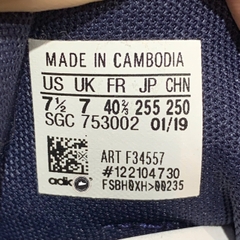 MADE IN CAMBODIA
US UK FR JP CHN
7½ 7 40⅔ 255 250
SGC 753002 01/19
ART F34557
#122104730
FSBH0XH>00235
adc